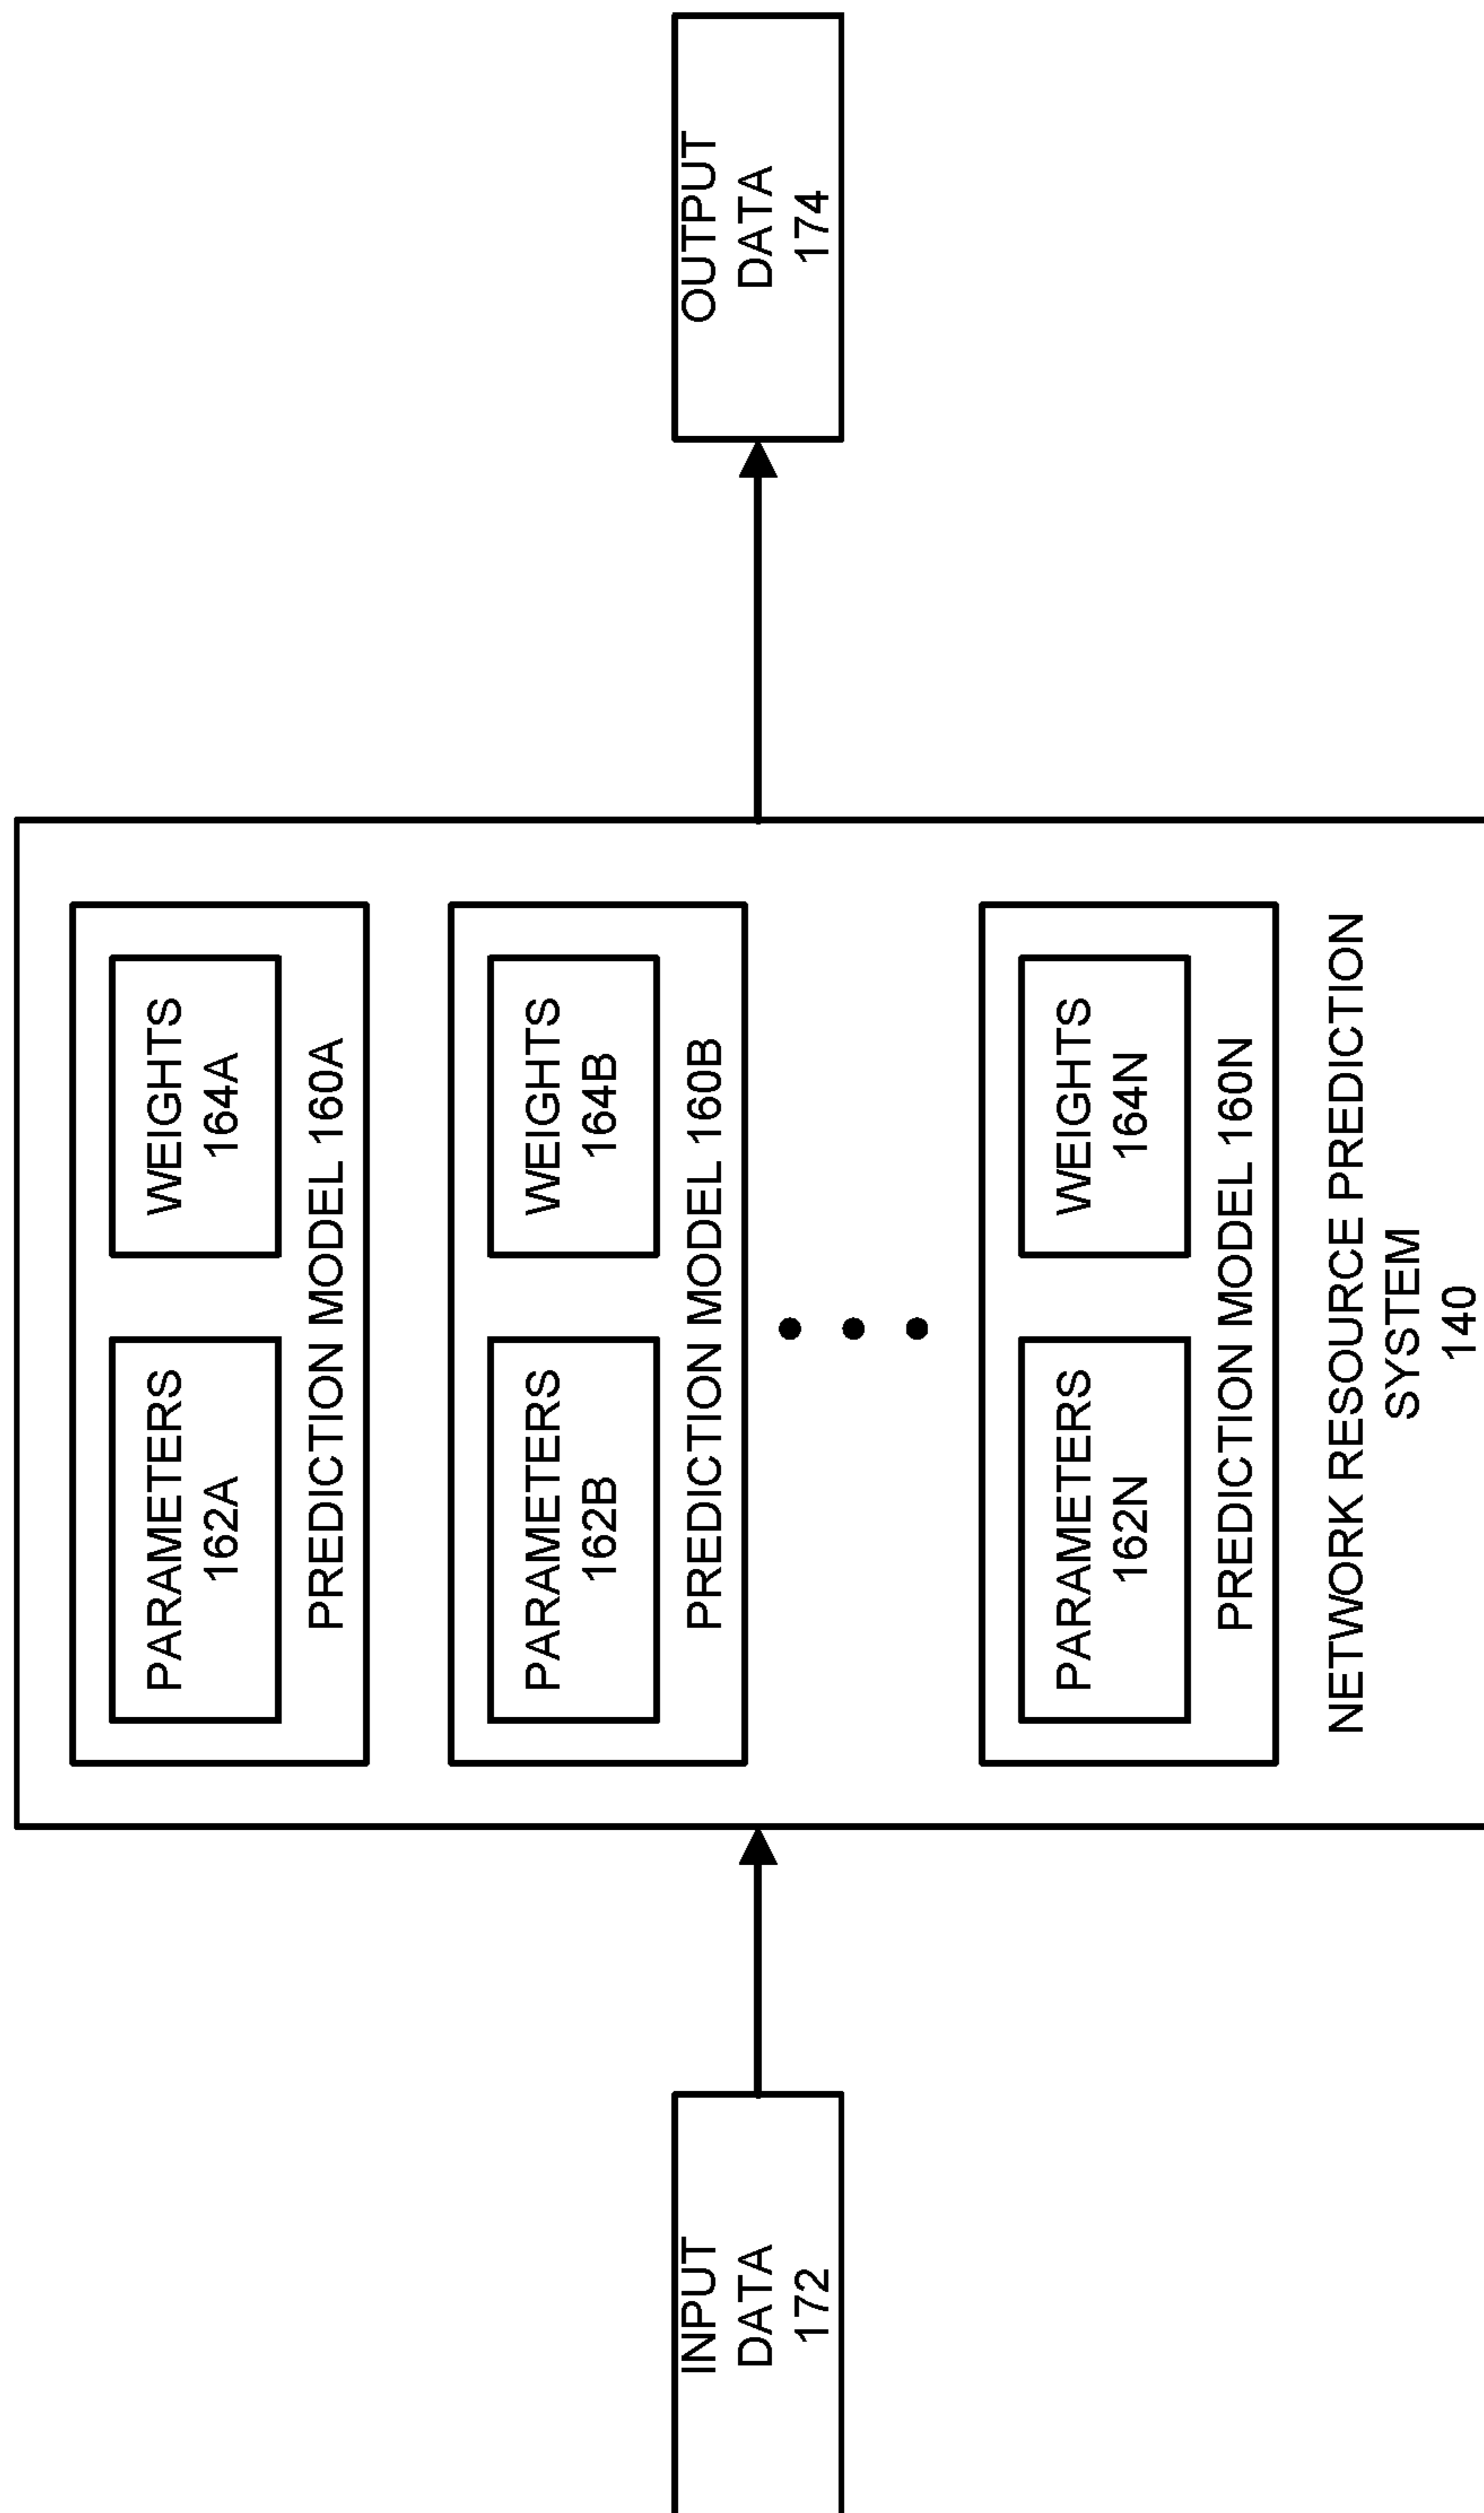 INPUT
DATA
172
PARAMETERS
162A
WEIGHTS
164A
PREDICTION MODEL 160A
PARAMETERS
162B
WEIGHTS
164B
PREDICTION MODEL 160B
PARAMETERS
162N
WEIGHTS
164N
PREDICTION MODEL 160N
NETWORK RESOURCE PREDICTION
SYSTEM
140
OUTPUT
DATA
174